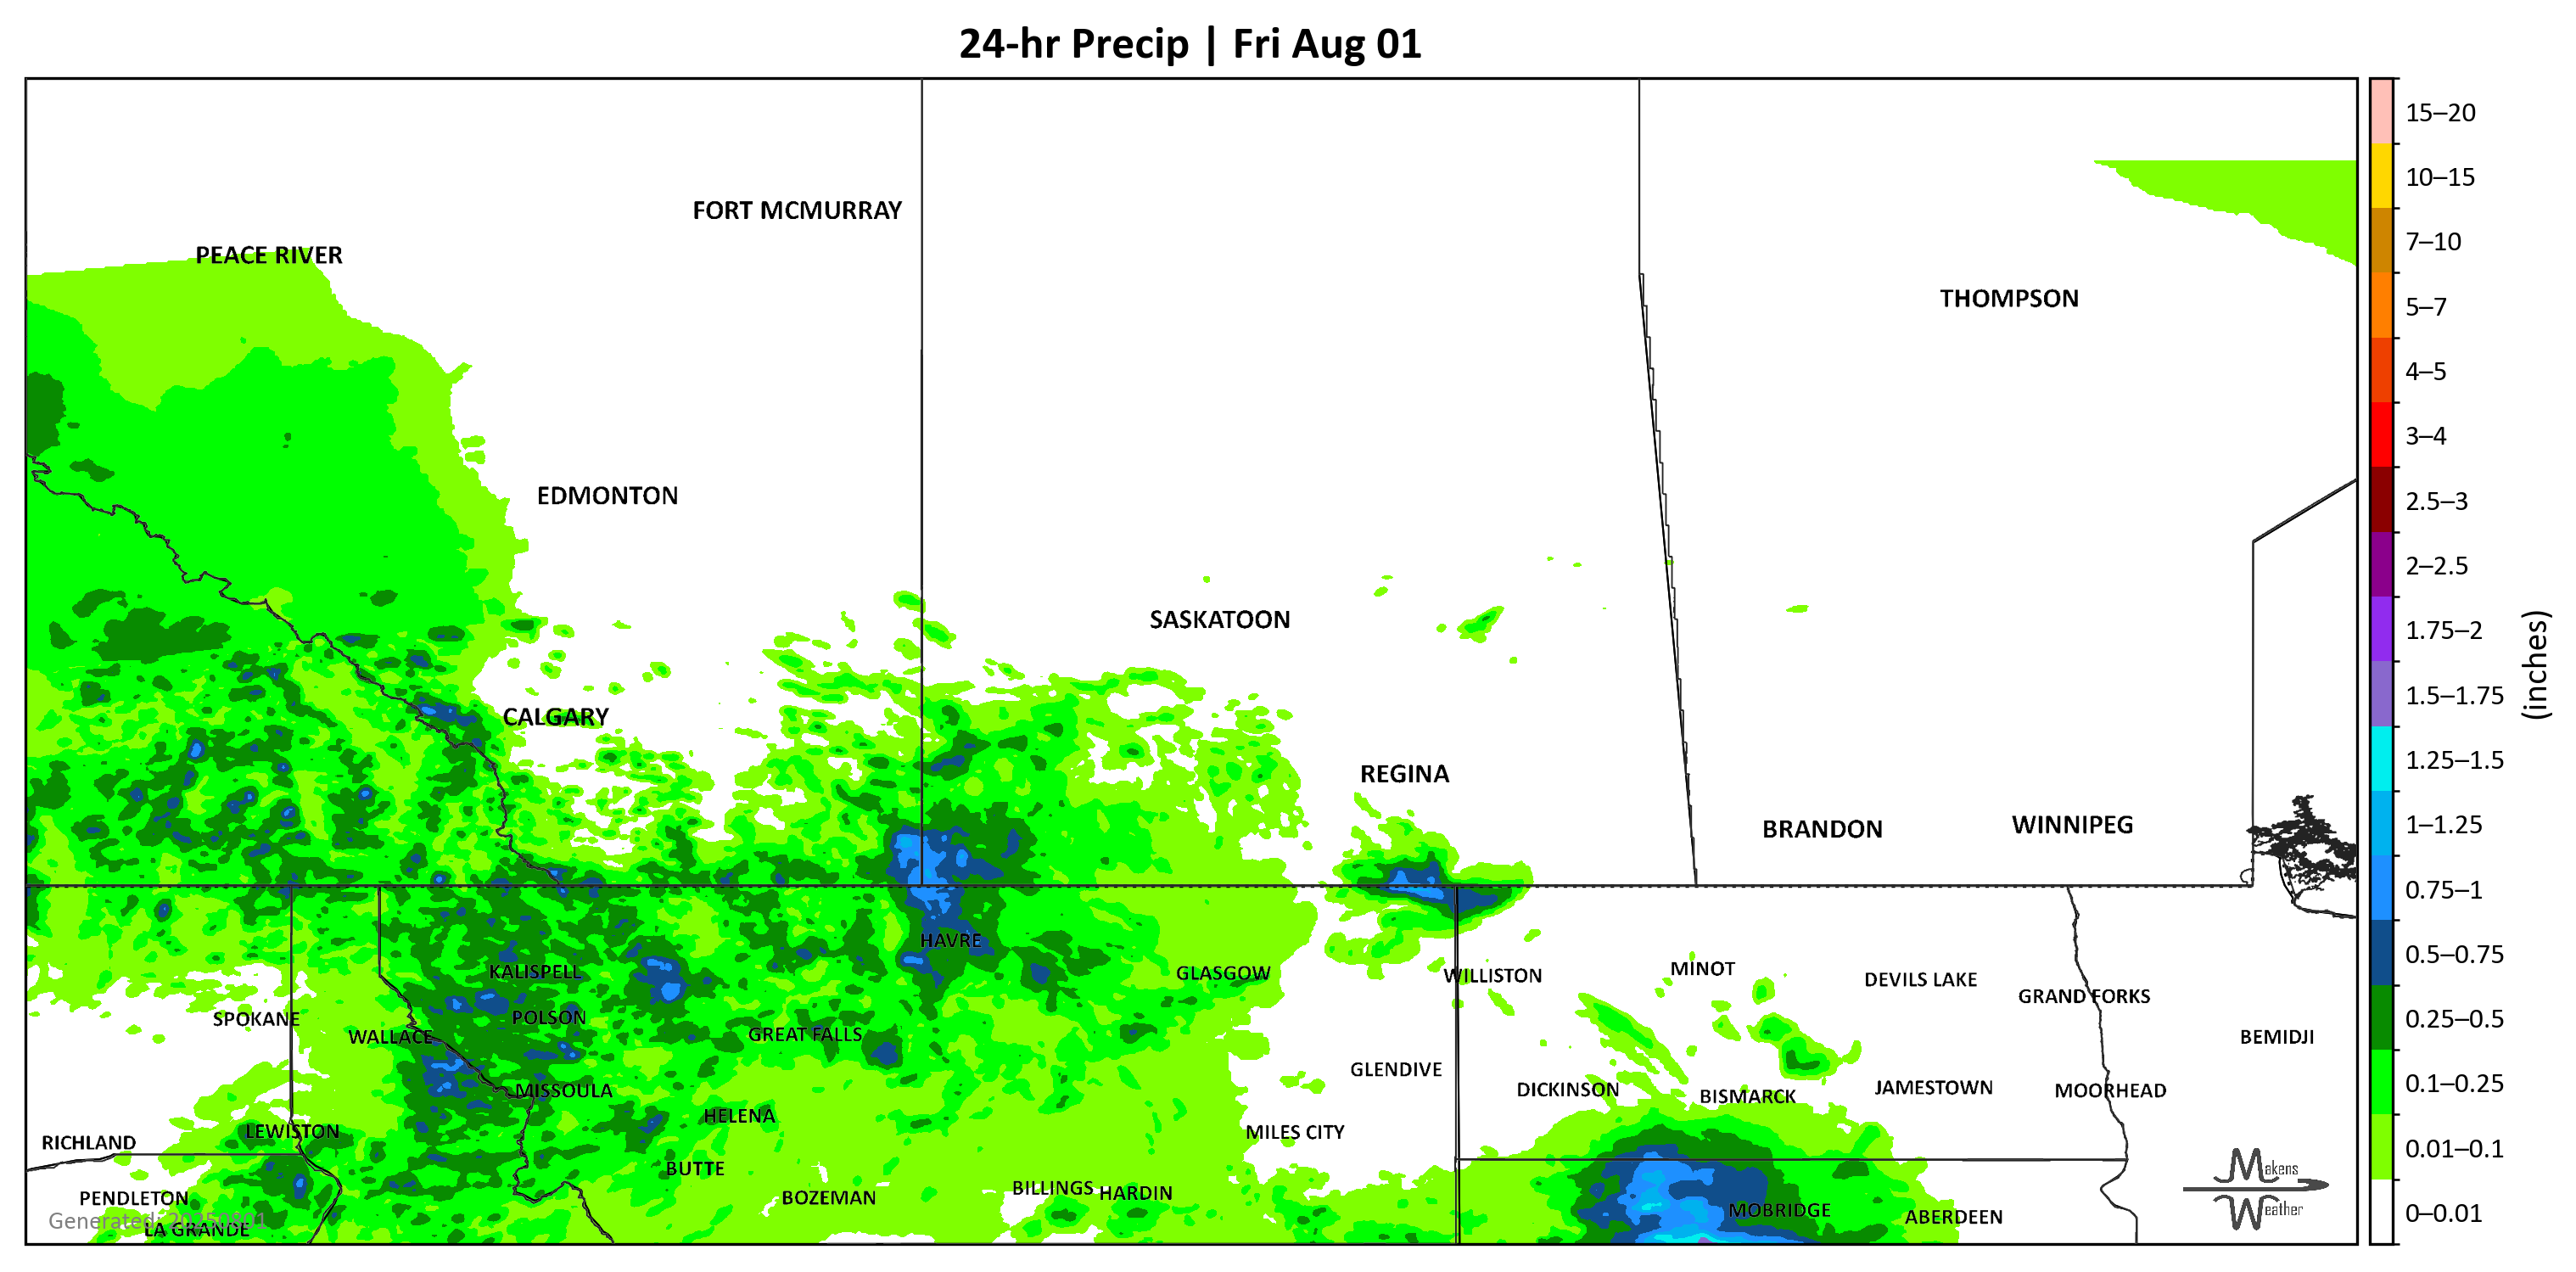 24-hr Precip | Fri Aug 01
15–20
10–15
7–10
5–7
4–5
3–4
2.5–3
2–2.5
1.75–2
1.5–1.75
1.25–1.5
1–1.25
0.75–1
0.5–0.75
0.25–0.5
0.1–0.25
0.01–0.1
0–0.01
(inches)
FORT MCMURRAY
PEACE RIVER
THOMPSON
EDMONTON
SASKATOON
CALGARY
REGINA
BRANDON
WINNIPEG
HAVRE
KALISPELL
GLASGOW
WILLISTON
MINOT
DEVILS LAKE
GRAND FORKS
SPOKANE
POLSON
WALLACE
GREAT FALLS
BEMIDJI
GLENDIVE
MISSOULA
DICKINSON
BISMARCK
JAMESTOWN
MOORHEAD
HELENA
LEWISTON
MILES CITY
RICHLAND
BUTTE
PENDLETON
BOZEMAN
BILLINGS
HARDIN
MOBRIDGE
ABERDEEN
Generated: 20250801
LA GRANDE
Makens
Weather